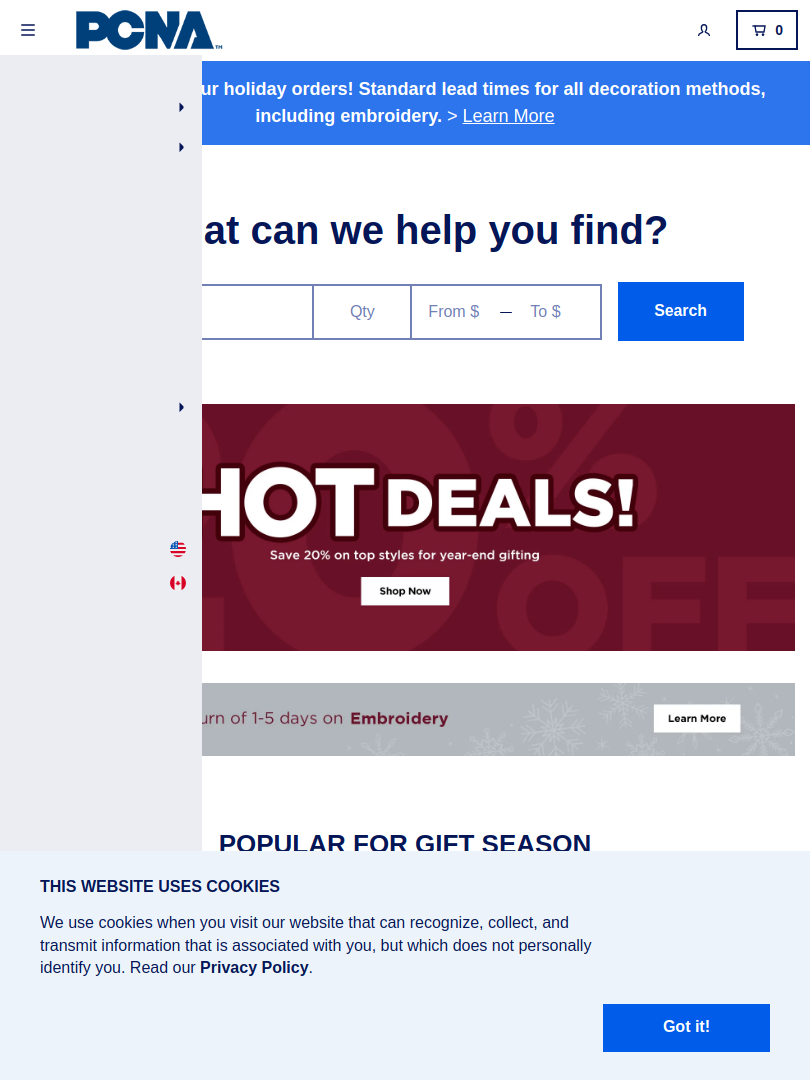 PCNA™
0
ur holiday orders! Standard lead times for all decoration methods,
including embroidery. > Learn More
at can we help you find?
Qty
From $ — To $
Search
HOT DEALS!
Save 20% on top styles for year-end gifting
Shop Now
% OFF
urn of 1-5 days on Embroidery
Learn More
POPULAR FOR GIFT SEASON
THIS WEBSITE USES COOKIES
We use cookies when you visit our website that can recognize, collect, and
transmit information that is associated with you, but which does not personally
identify you. Read our Privacy Policy.
Got it!